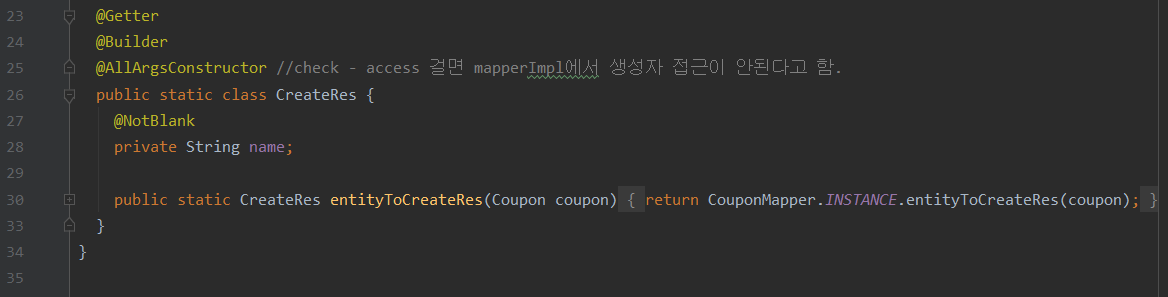 23 @Getter
24 @Builder
25 @AllArgsConstructor //check - access 걸면 mapperImpl에서 생성자 접근이 안된다고 함.
26 public static class CreateRes {
27 @NotBlank
28 private String name;
29
30 public static CreateRes entityToCreateRes(Coupon coupon) { return CouponMapper.INSTANCE.entityToCreateRes(coupon); }
33 }
34 }
35